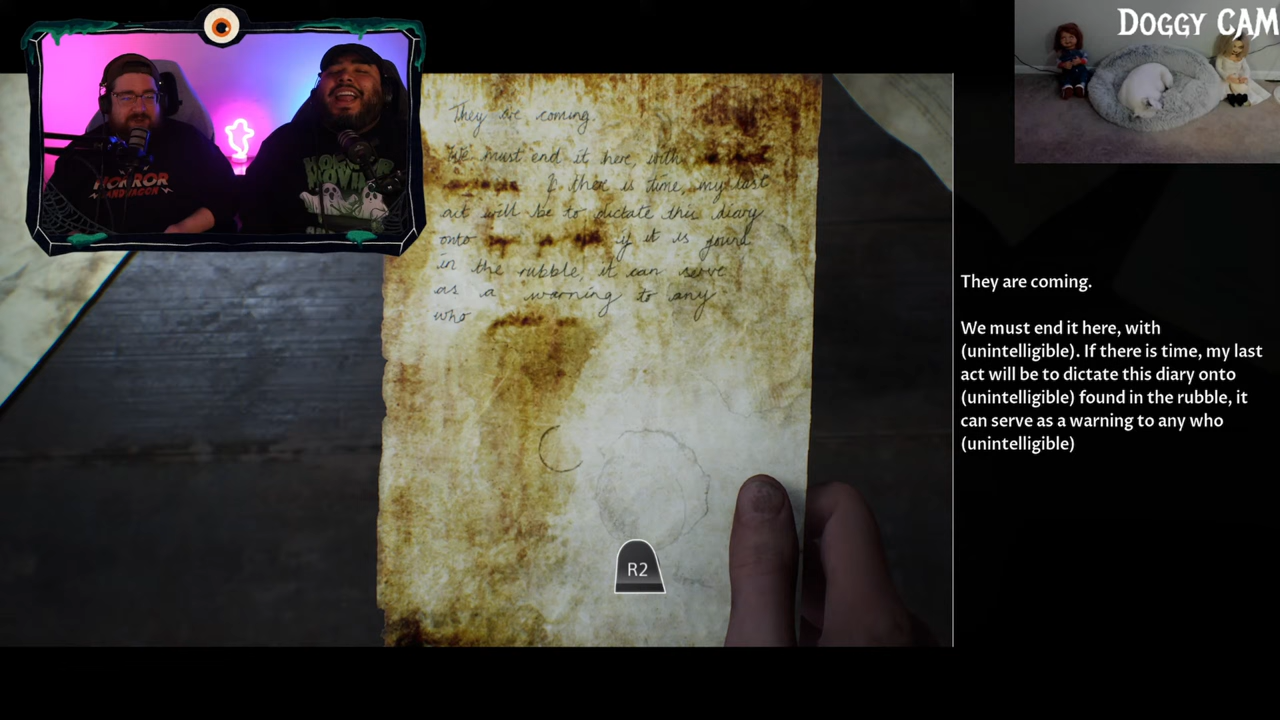 DOGGY CAM
HORROR
They are coming.
We must end it here, with
If there is time, my last
act will be to dictate this diary
onto
if it is found
in the rubble, it can serve
as a warning to any
who
R2
They are coming.
We must end it here, with
(unintelligible). If there is time, my last
act will be to dictate this diary onto
(unintelligible) found in the rubble, it
can serve as a warning to any who
(unintelligible)